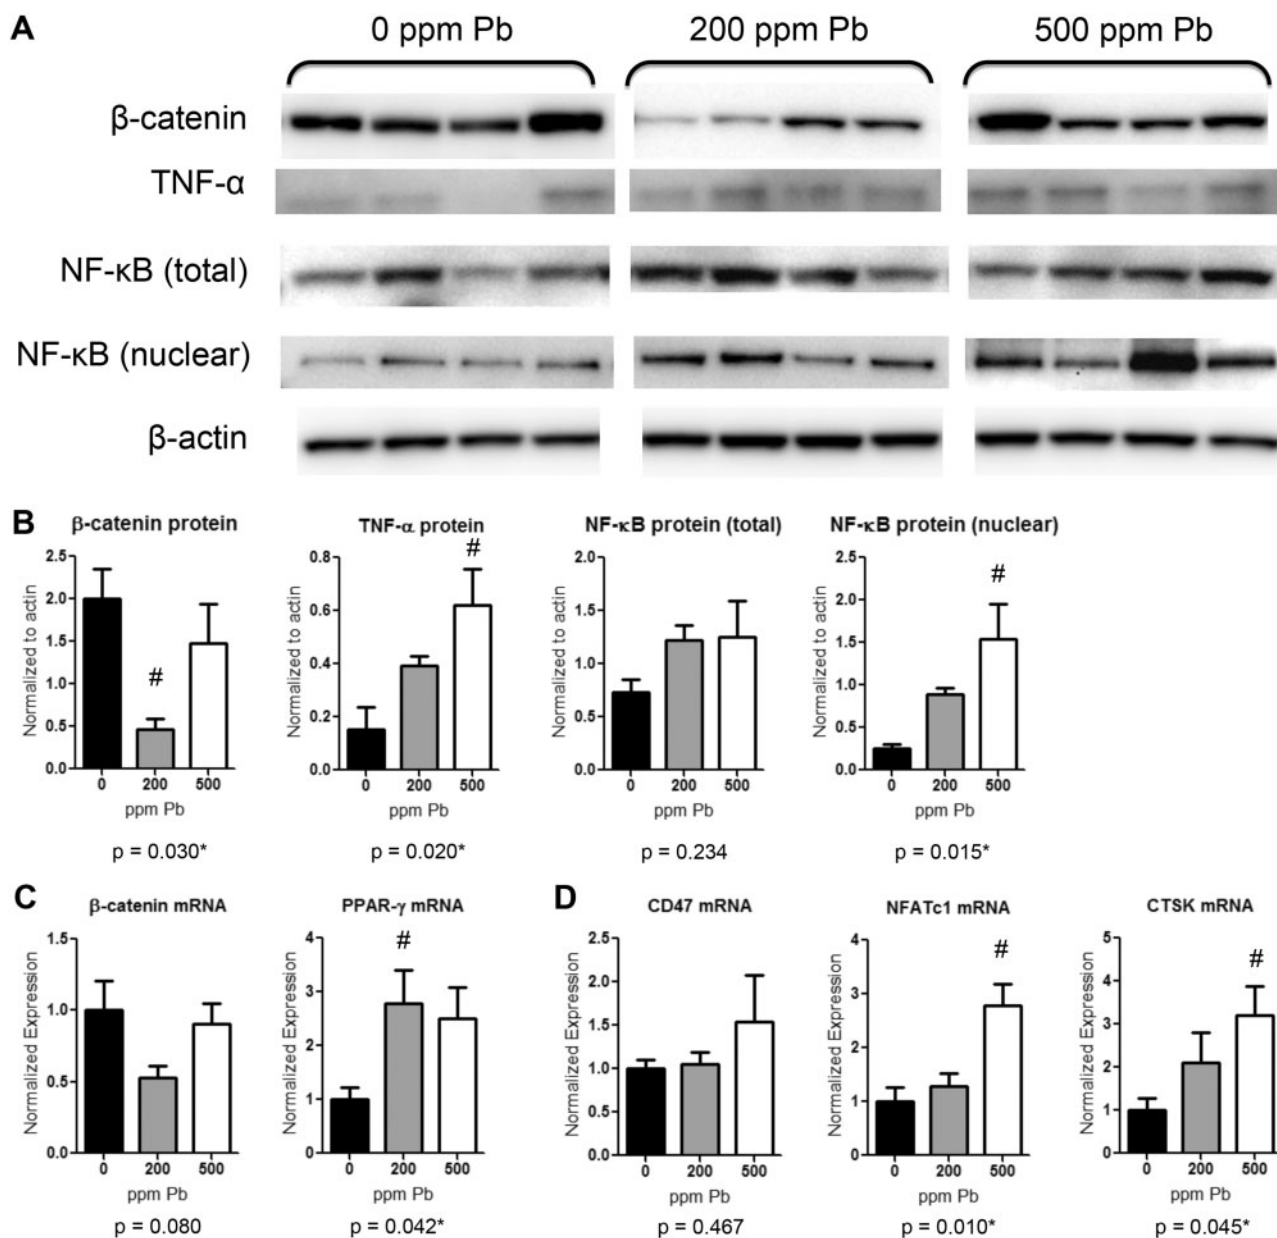 A
0 ppm Pb 200 ppm Pb 500 ppm Pb
β-catenin
TNF-α
NF-κB (total)
NF-κB (nuclear)
β-actin
B
β-catenin protein
Normalized to actin
2.5
2.0
1.5
1.0
0.5
0.0
#
0 200 500
ppm Pb
p = 0.030*
TNF-α protein
Normalized to actin
0.8
0.6
0.4
0.2
0.0
#
0 200 500
ppm Pb
p = 0.020*
NF-κB protein (total)
Normalized to actin
2.0
1.5
1.0
0.5
0.0
0 200 500
ppm Pb
p = 0.234
NF-κB protein (nuclear)
Normalized to actin
2.5
2.0
1.5
1.0
0.5
0.0
#
0 200 500
ppm Pb
p = 0.015*
C
β-catenin mRNA
Normalized Expression
1.5
1.0
0.5
0.0
0 200 500
ppm Pb
p = 0.080
PPAR-γ mRNA
Normalized Expression
4
3
2
1
0
#
0 200 500
ppm Pb
p = 0.042*
D
CD47 mRNA
Normalized Expression
2.5
2.0
1.5
1.0
0.5
0.0
0 200 500
ppm Pb
p = 0.467
NFATc1 mRNA
Normalized Expression
4
3
2
1
0
#
0 200 500
ppm Pb
p = 0.010*
CTSK mRNA
Normalized Expression
5
4
3
2
1
0
#
0 200 500
ppm Pb
p = 0.045*